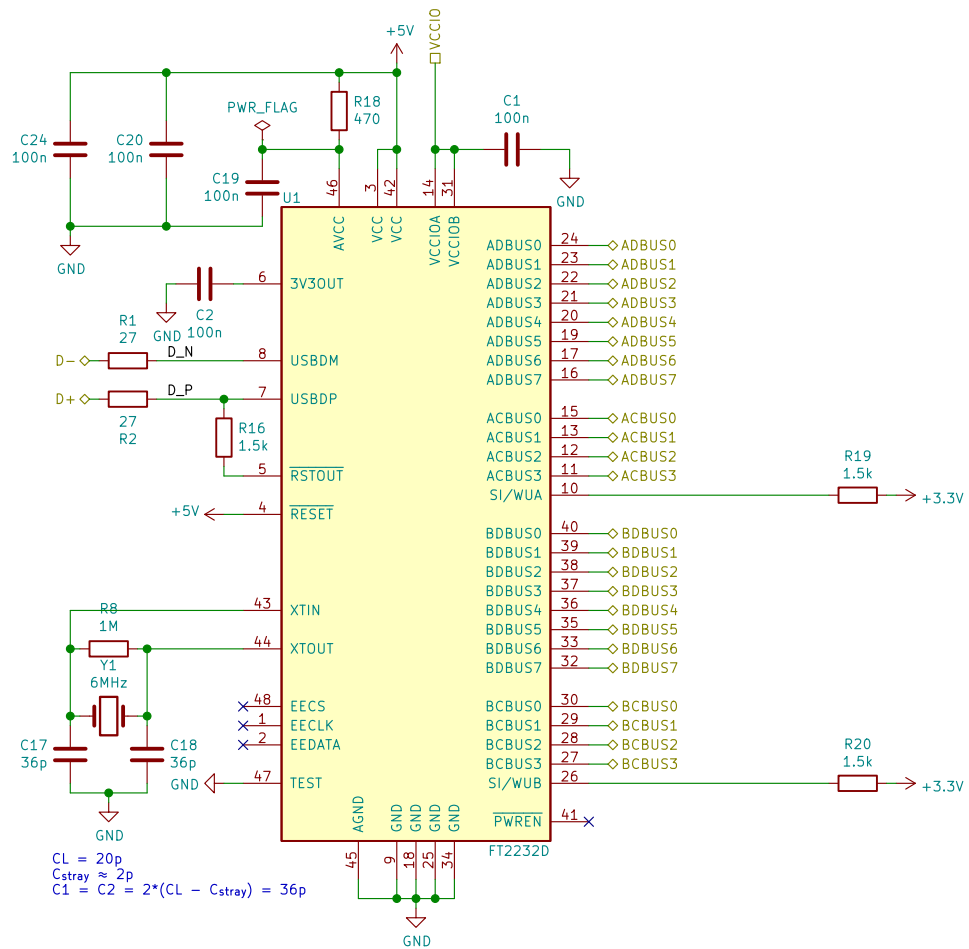 VCCIO
+5V
C24
100n
C20
100n
PWR_FLAG
R18
470
C1
100n
GND
C19
100n
U1
GND
46
3
42
14
31
AVCC
VCC
VCC
VCCIOA
VCCIOB
6
3V3OUT
C2
100n
GND
R1
27
D-
D_N
8
USBDM
D+
D_P
7
USBDP
27
R2
R16
1.5k
5
RSTOUT
+5V
4
RESET
43
XTIN
R8
1M
44
XTOUT
Y1
6MHz
48
EECS
1
EECLK
2
EEDATA
C17
36p
C18
36p
GND
47
TEST
GND
ADBUS0 24 ADBUS0
ADBUS1 23 ADBUS1
ADBUS2 22 ADBUS2
ADBUS3 21 ADBUS3
ADBUS4 20 ADBUS4
ADBUS5 19 ADBUS5
ADBUS6 17 ADBUS6
ADBUS7 16 ADBUS7
ACBUS0 15 ACBUS0
ACBUS1 13 ACBUS1
ACBUS2 12 ACBUS2
ACBUS3 11 ACBUS3
SI/WUA 10
R19
1.5k
+3.3V
BDBUS0 40 BDBUS0
BDBUS1 39 BDBUS1
BDBUS2 38 BDBUS2
BDBUS3 37 BDBUS3
BDBUS4 36 BDBUS4
BDBUS5 35 BDBUS5
BDBUS6 33 BDBUS6
BDBUS7 32 BDBUS7
BCBUS0 30 BCBUS0
BCBUS1 29 BCBUS1
BCBUS2 28 BCBUS2
BCBUS3 27 BCBUS3
SI/WUB 26
R20
1.5k
+3.3V
PWREN 41
FT2232D
AGND
GND
GND
GND
GND
45
9
18
25
34
GND
CL = 20p
Cstray ≈ 2p
C1 = C2 = 2*(CL - Cstray) = 36p